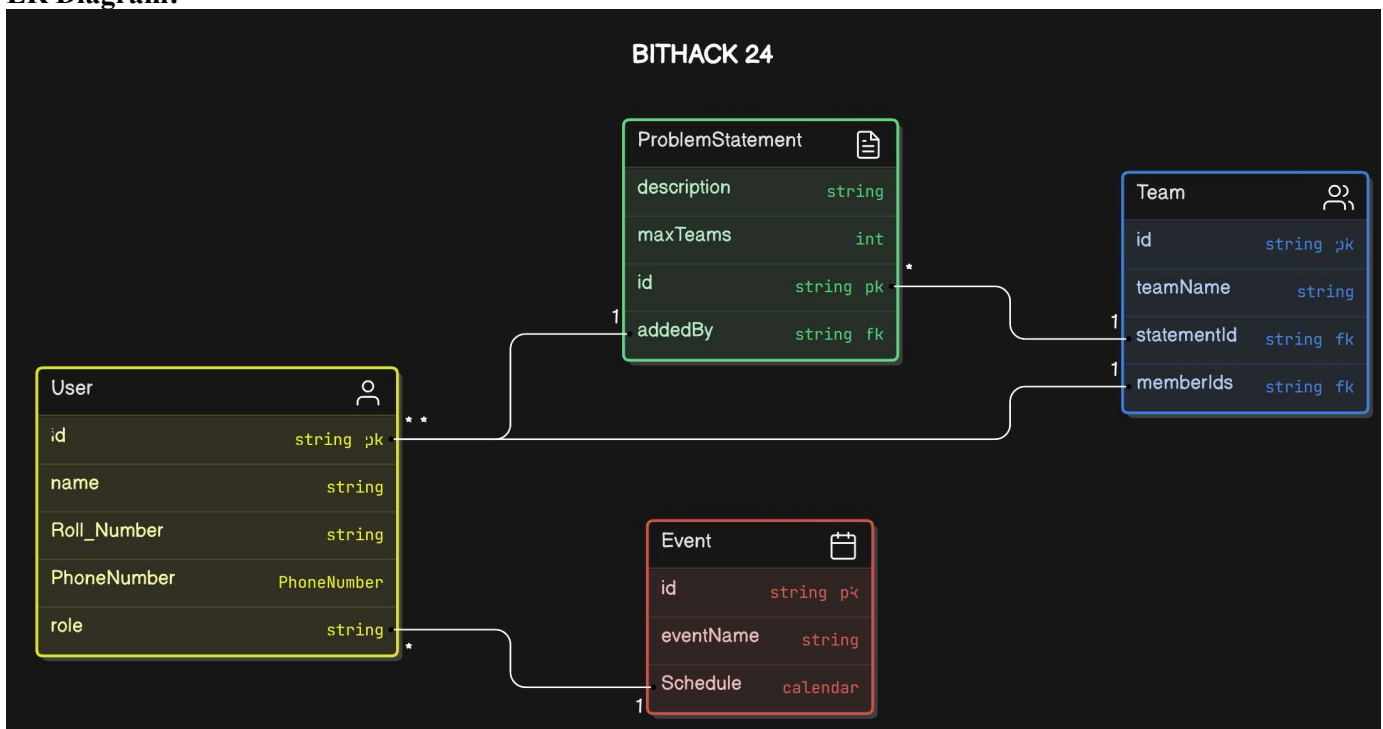 ER Diagram:
BITHACK 24
ProblemStatement
description string
maxTeams int
id string pk
addedBy string fk
*
1
Team
id string pk
teamName string
statementId string fk
memberIds string fk
1
1
User
id string pk
name string
Roll_Number string
PhoneNumber PhoneNumber
role string
* *
*
Event
id string pk
eventName string
Schedule calendar
1